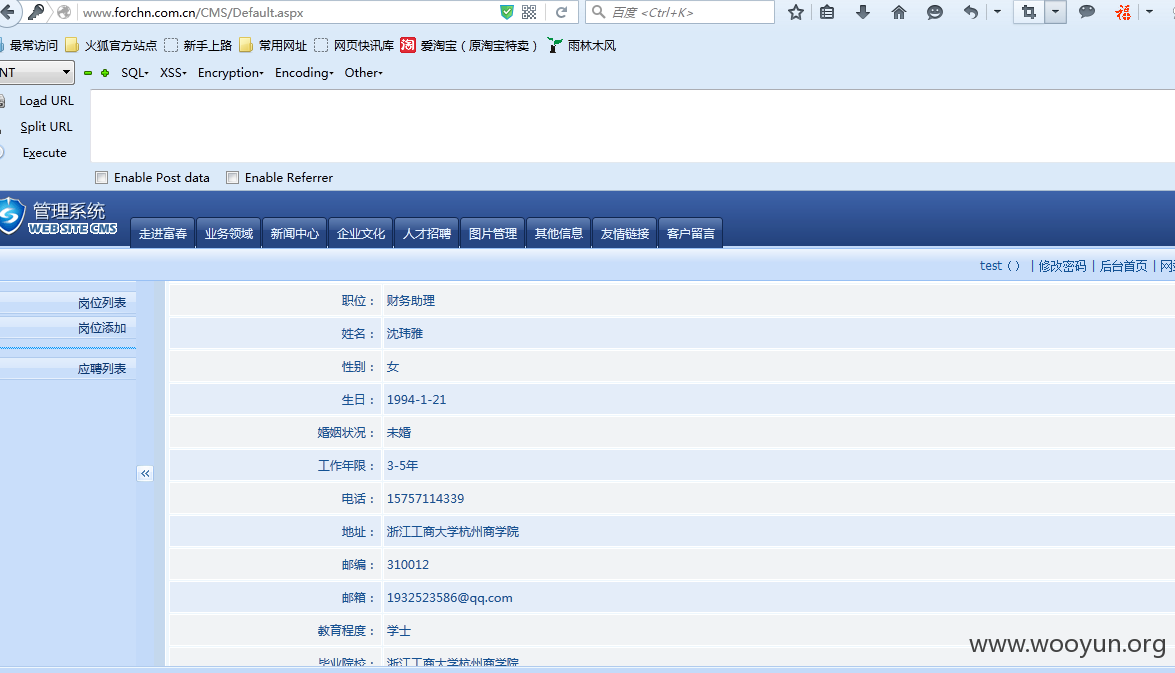 www.forchn.com.cn/CMS/Default.aspx
百度 <Ctrl+K>
最常访问 火狐官方站点 新手上路 常用网址 网页快讯库 淘 爱淘宝（原淘宝特卖） 雨林木风
NT SQL XSS Encryption Encoding Other
Load URL
Split URL
Execute
Enable Post data Enable Referrer
管理系统
WEB SITE CMS
走进富春 业务领域 新闻中心 企业文化 人才招聘 图片管理 其他信息 友情链接 客户留言
test（） | 修改密码 | 后台首页 | 网
岗位列表
岗位添加
应聘列表
«
职位： 财务助理
姓名： 沈玮雅
性别： 女
生日： 1994-1-21
婚姻状况： 未婚
工作年限： 3-5年
电话： 15757114339
地址： 浙江工商大学杭州商学院
邮编： 310012
邮箱： 1932523586@qq.com
教育程度： 学士
毕业院校： 浙江工商大学杭州商学院
www.wooyun.org